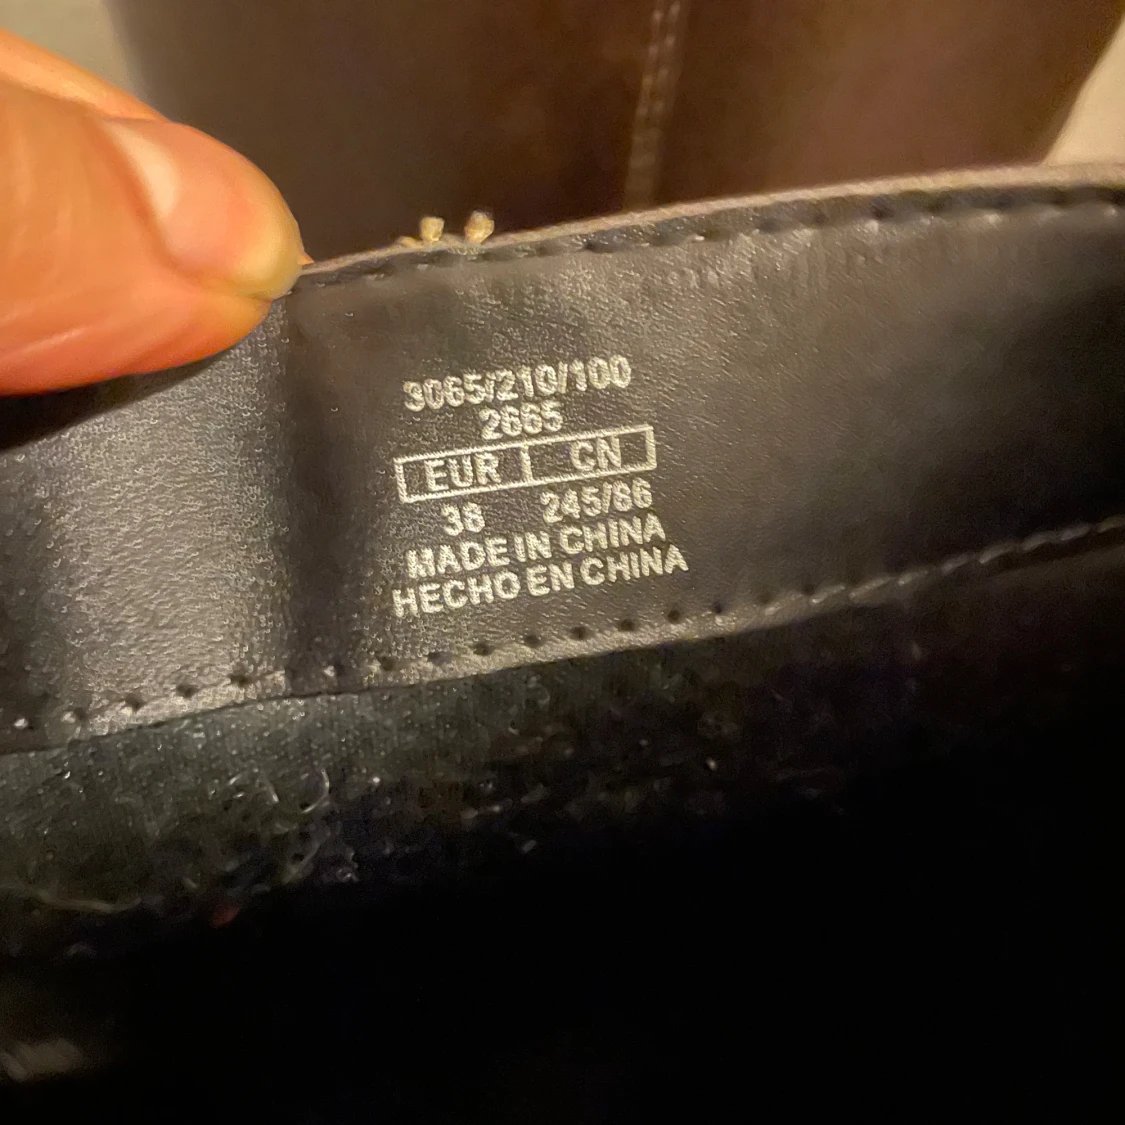 3065/210/100
2665
EUR CN
38 245/86
MADE IN CHINA
HECHO EN CHINA